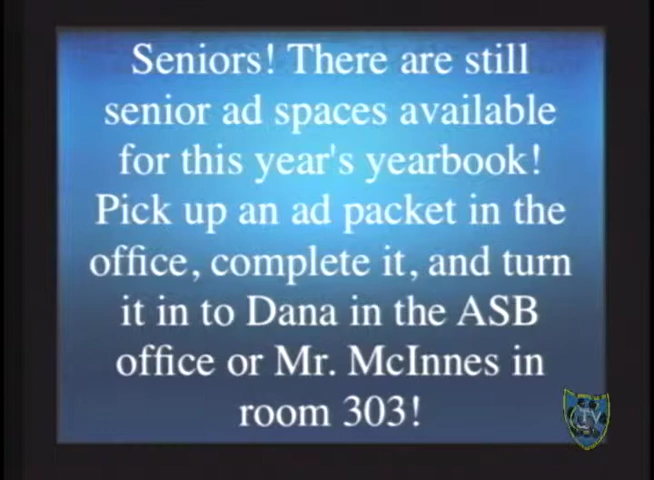 Seniors! There are still
senior ad spaces available
for this year's yearbook!
Pick up an ad packet in the
office, complete it, and turn
it in to Dana in the ASB
office or Mr. McInnes in
room 303!